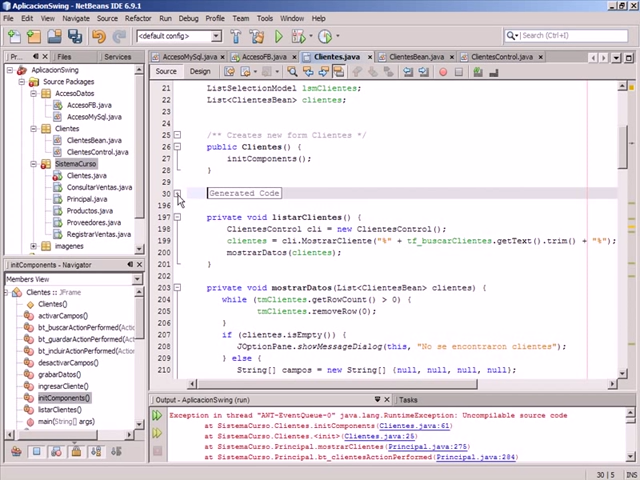 AplicacionSwing - NetBeans IDE 6.9.1
File Edit View Navigate Source Refactor Run Debug Profile Team Tools Window Help
<default config>
Search (Ctrl+I)
Files Services
AplicacionSwing
Source Packages
AccesoDatos
AccesoFB.java
AccesoMySql.java
Clientes
ClientesBean.java
ClientesControl.java
SistemaCurso
Clientes.java
ConsultarVentas.java
Principal.java
Productos.java
Proveedores.java
RegistrarVentas.java
imagenes
initComponents - Navigator
Members View
Clientes :: JFrame
Clientes()
activarCampos()
bt_buscarActionPerformed(Actio
bt_guardarActionPerformed(Acti
bt_incluirActionPerformed(Action
desactivarCampos()
grabarDatos()
ingresarCliente()
initComponents()
listarClientes()
main(String[] args)
AccesoMySql.java AccesoFB.java Clientes.java ClientesBean.java ClientesControl.java
Source Design
21 ListSelectionModel lsmClientes;
22 List<ClientesBean> clientes;
23
24
25 /** Creates new form Clientes */
26 public Clientes() {
27 initComponents();
28 }
29
30 Generated Code
196
197 private void listarClientes() {
198 ClientesControl cli = new ClientesControl();
199 clientes = cli.MostrarCliente("%" + tf_buscarClientes.getText().trim() + "%");
200 mostrarDatos(clientes);
201 }
202
203 private void mostrarDatos(List<ClientesBean> clientes) {
204 while (tmClientes.getRowCount() > 0) {
205 tmClientes.removeRow(0);
206 }
207 if (clientes.isEmpty()) {
208 JOptionPane.showMessageDialog(this, "No se encontraron clientes");
209 } else {
210 String[] campos = new String[] {null, null, null, null};
Output - AplicacionSwing (run) Tasks
Exception in thread "AWT-EventQueue-0" java.lang.RuntimeException: Uncompilable source code
at SistemaCurso.Clientes.initComponents(Clientes.java:61)
at SistemaCurso.Clientes.<init>(Clientes.java:25)
at SistemaCurso.Principal.mostrarClientes(Principal.java:275)
at SistemaCurso.Principal.bt_clientesActionPerformed(Principal.java:284)
30 | 5 INS